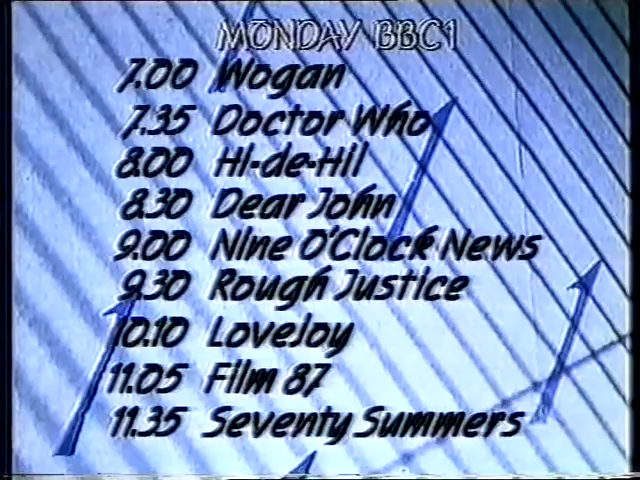 MONDAY BBC1
7.00 Wogan
7.35 Doctor Who
8.00 Hi-de-Hi!
8.30 Dear John
9.00 Nine O'Clock News
9.30 Rough Justice
10.10 Lovejoy
11.05 Film 87
11.35 Seventy Summers